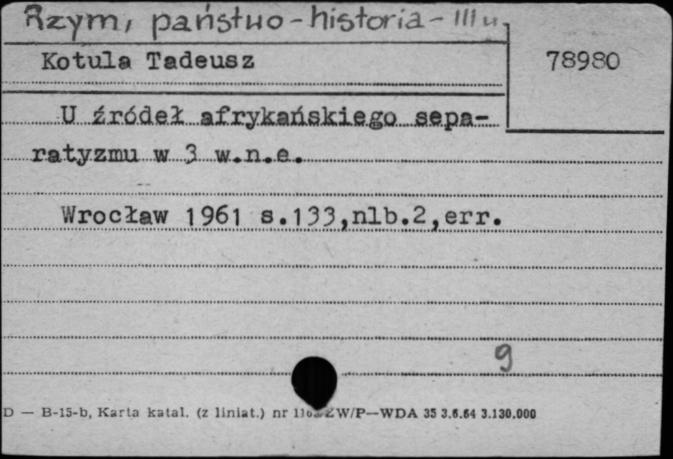 Rzym, państwo-historia-III w.
Kotula Tadeusz
78980
U źródeł afrykańskiego sepa-
ratyzmu w 3 w.n.e.
Wrocław 1961 s.133,nlb.2,err.
9
D — B-15-b, Karta katal. (z liniat.) nr ZW/P—WDA 35 3.6.64 3.130.000